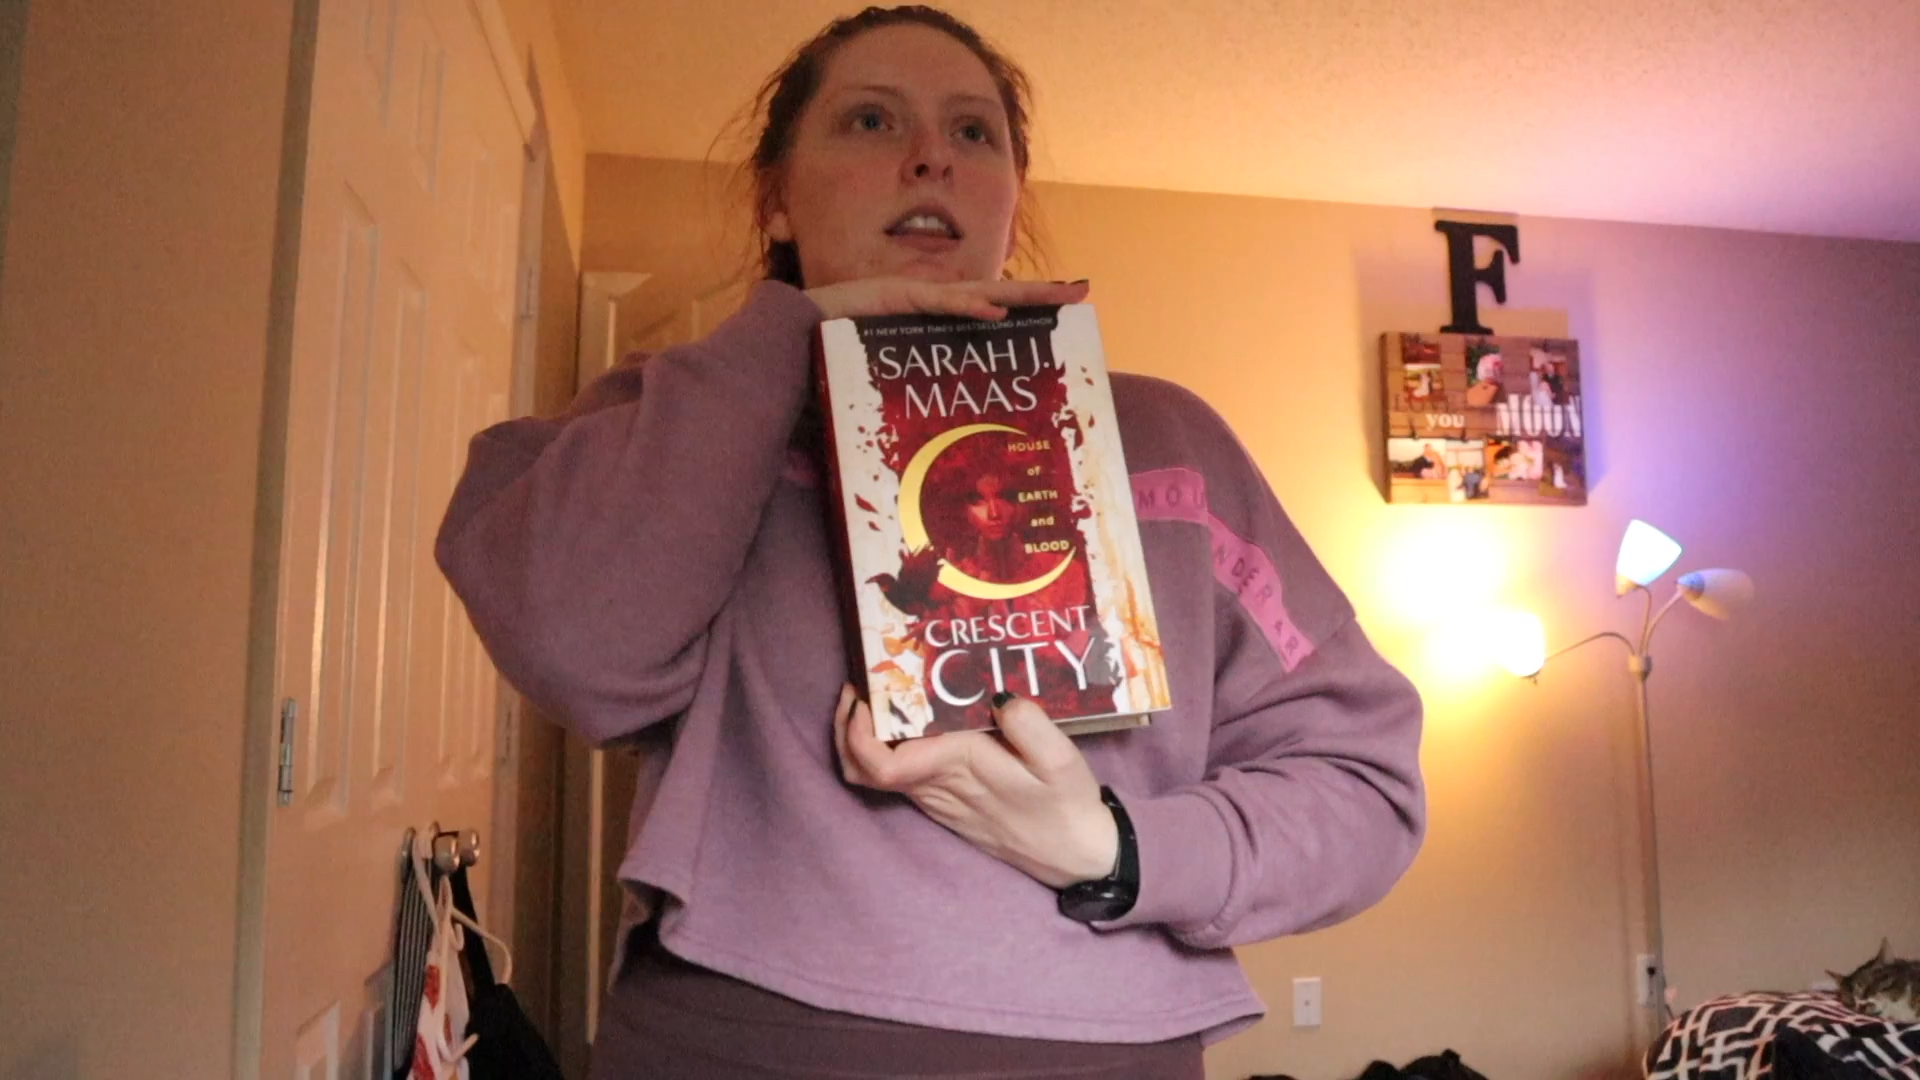 #1 NEW YORK TIMES BESTSELLING AUTHOR
SARAH J.
MAAS
HOUSE
of
EARTH
and
BLOOD
CRESCENT
CITY
F
YOU
MOON